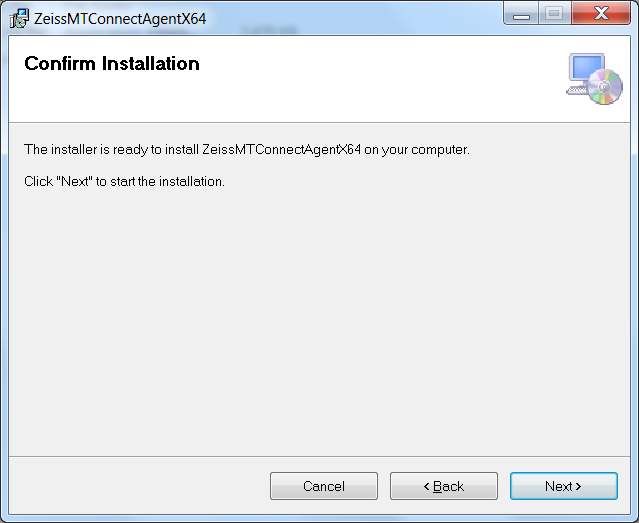 ZeissMTConnectAgentX64
Confirm Installation
The installer is ready to install ZeissMTConnectAgentX64 on your computer.
Click "Next" to start the installation.
Cancel
< Back
Next >